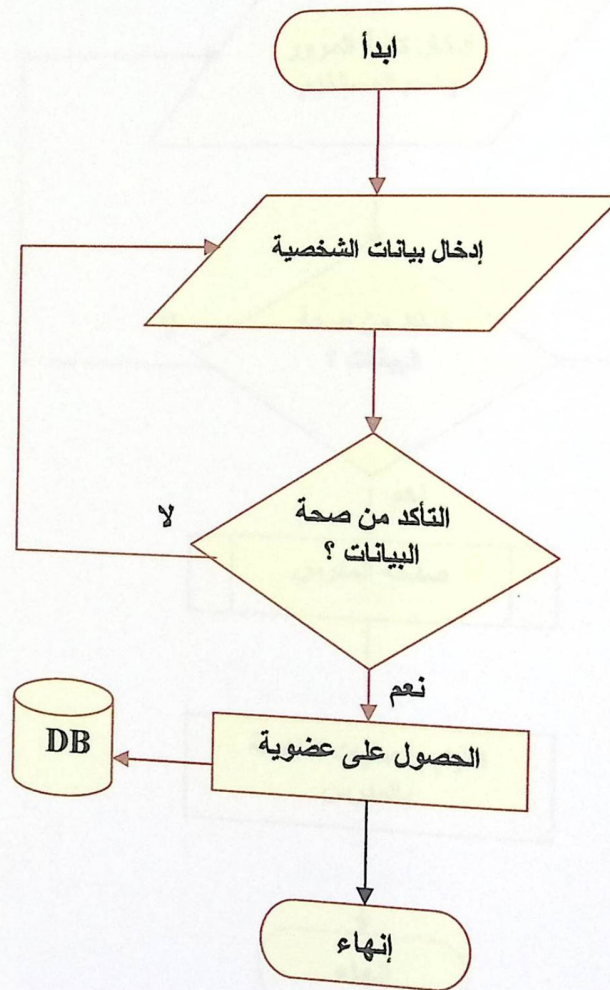 ابدأ
إدخال بيانات الشخصية
التأكد من صحة
البيانات ؟
لا
نعم
الحصول على عضوية
DB
إنهاء